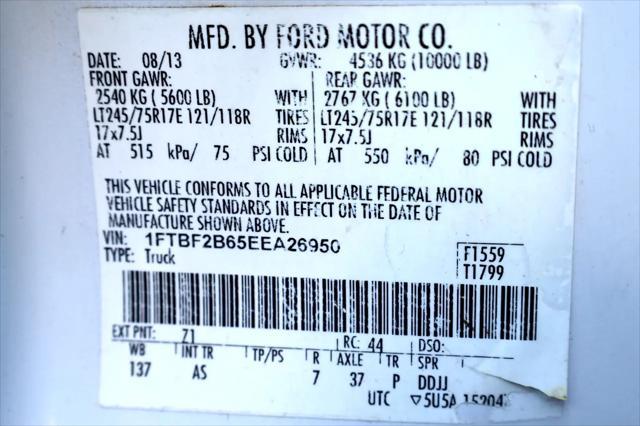 MFD. BY FORD MOTOR CO.
DATE: 08/13 GVWR: 4536 KG (10000 LB)
FRONT GAWR: REAR GAWR:
2540 KG ( 5600 LB) WITH 2767 KG ( 6100 LB) WITH
LT245/75R17E 121/118R TIRES LT245/75R17E 121/118R TIRES
17x7.5J RIMS 17x7.5J RIMS
AT 515 kPa/ 75 PSI COLD AT 550 kPa/ 80 PSI COLD
THIS VEHICLE CONFORMS TO ALL APPLICABLE FEDERAL MOTOR
VEHICLE SAFETY STANDARDS IN EFFECT ON THE DATE OF
MANUFACTURE SHOWN ABOVE.
VIN: 1FTBF2B65EEA26950
TYPE: Truck
F1559
T1799
EXT PNT: 71 RC: 44 DSO:
WB INT TR TP/PS R AXLE TR SPR
137 AS 7 37 P DDJJ
UTC ▽5U5A